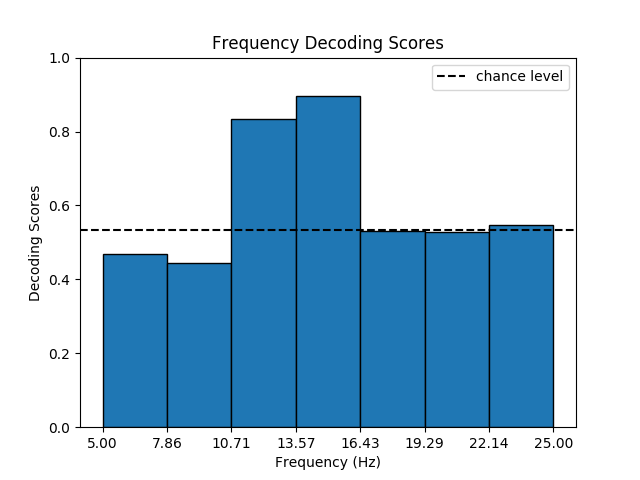 Frequency Decoding Scores
chance level
1.0
0.8
0.6
0.4
0.2
0.0
Decoding Scores
5.00 7.86 10.71 13.57 16.43 19.29 22.14 25.00
Frequency (Hz)